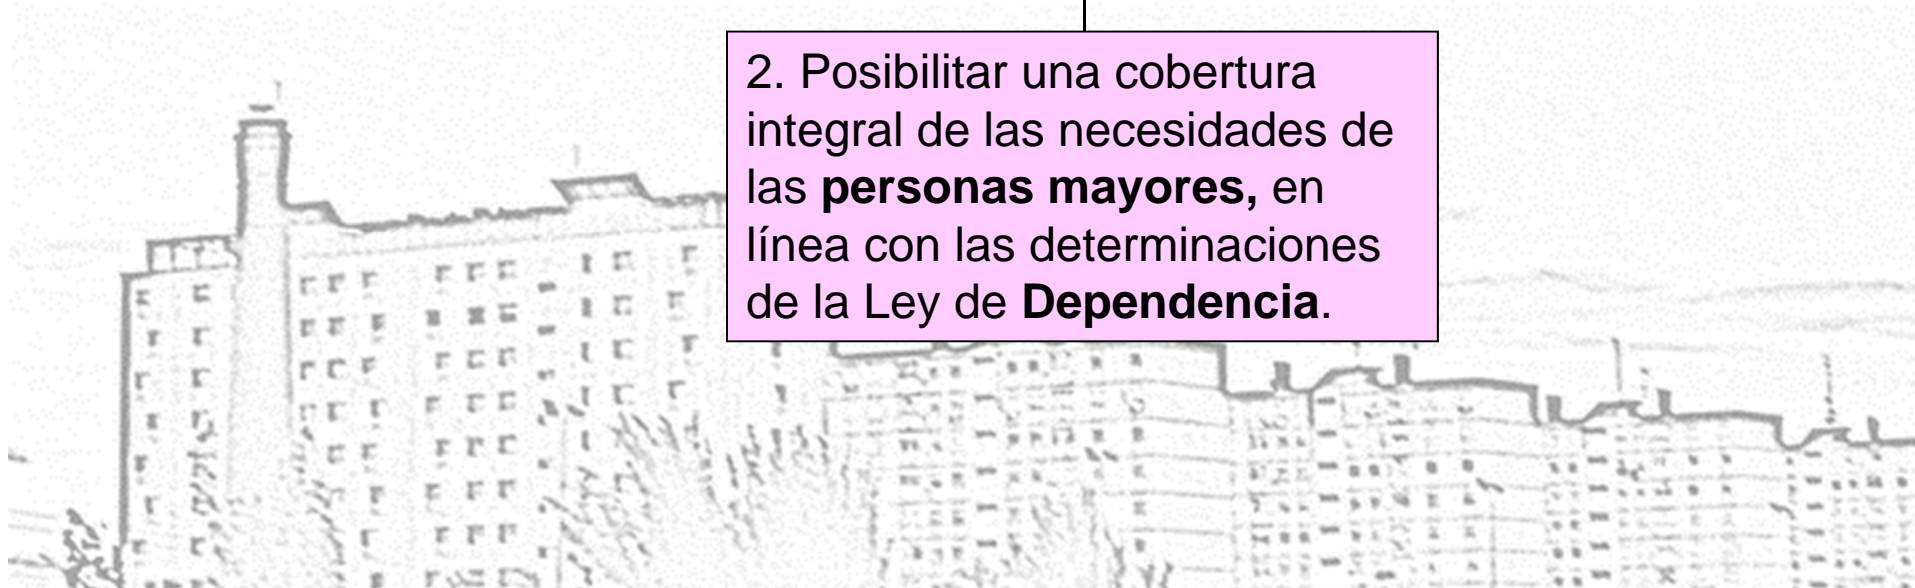 2. Posibilitar una cobertura
integral de las necesidades de
las personas mayores, en
línea con las determinaciones
de la Ley de Dependencia.